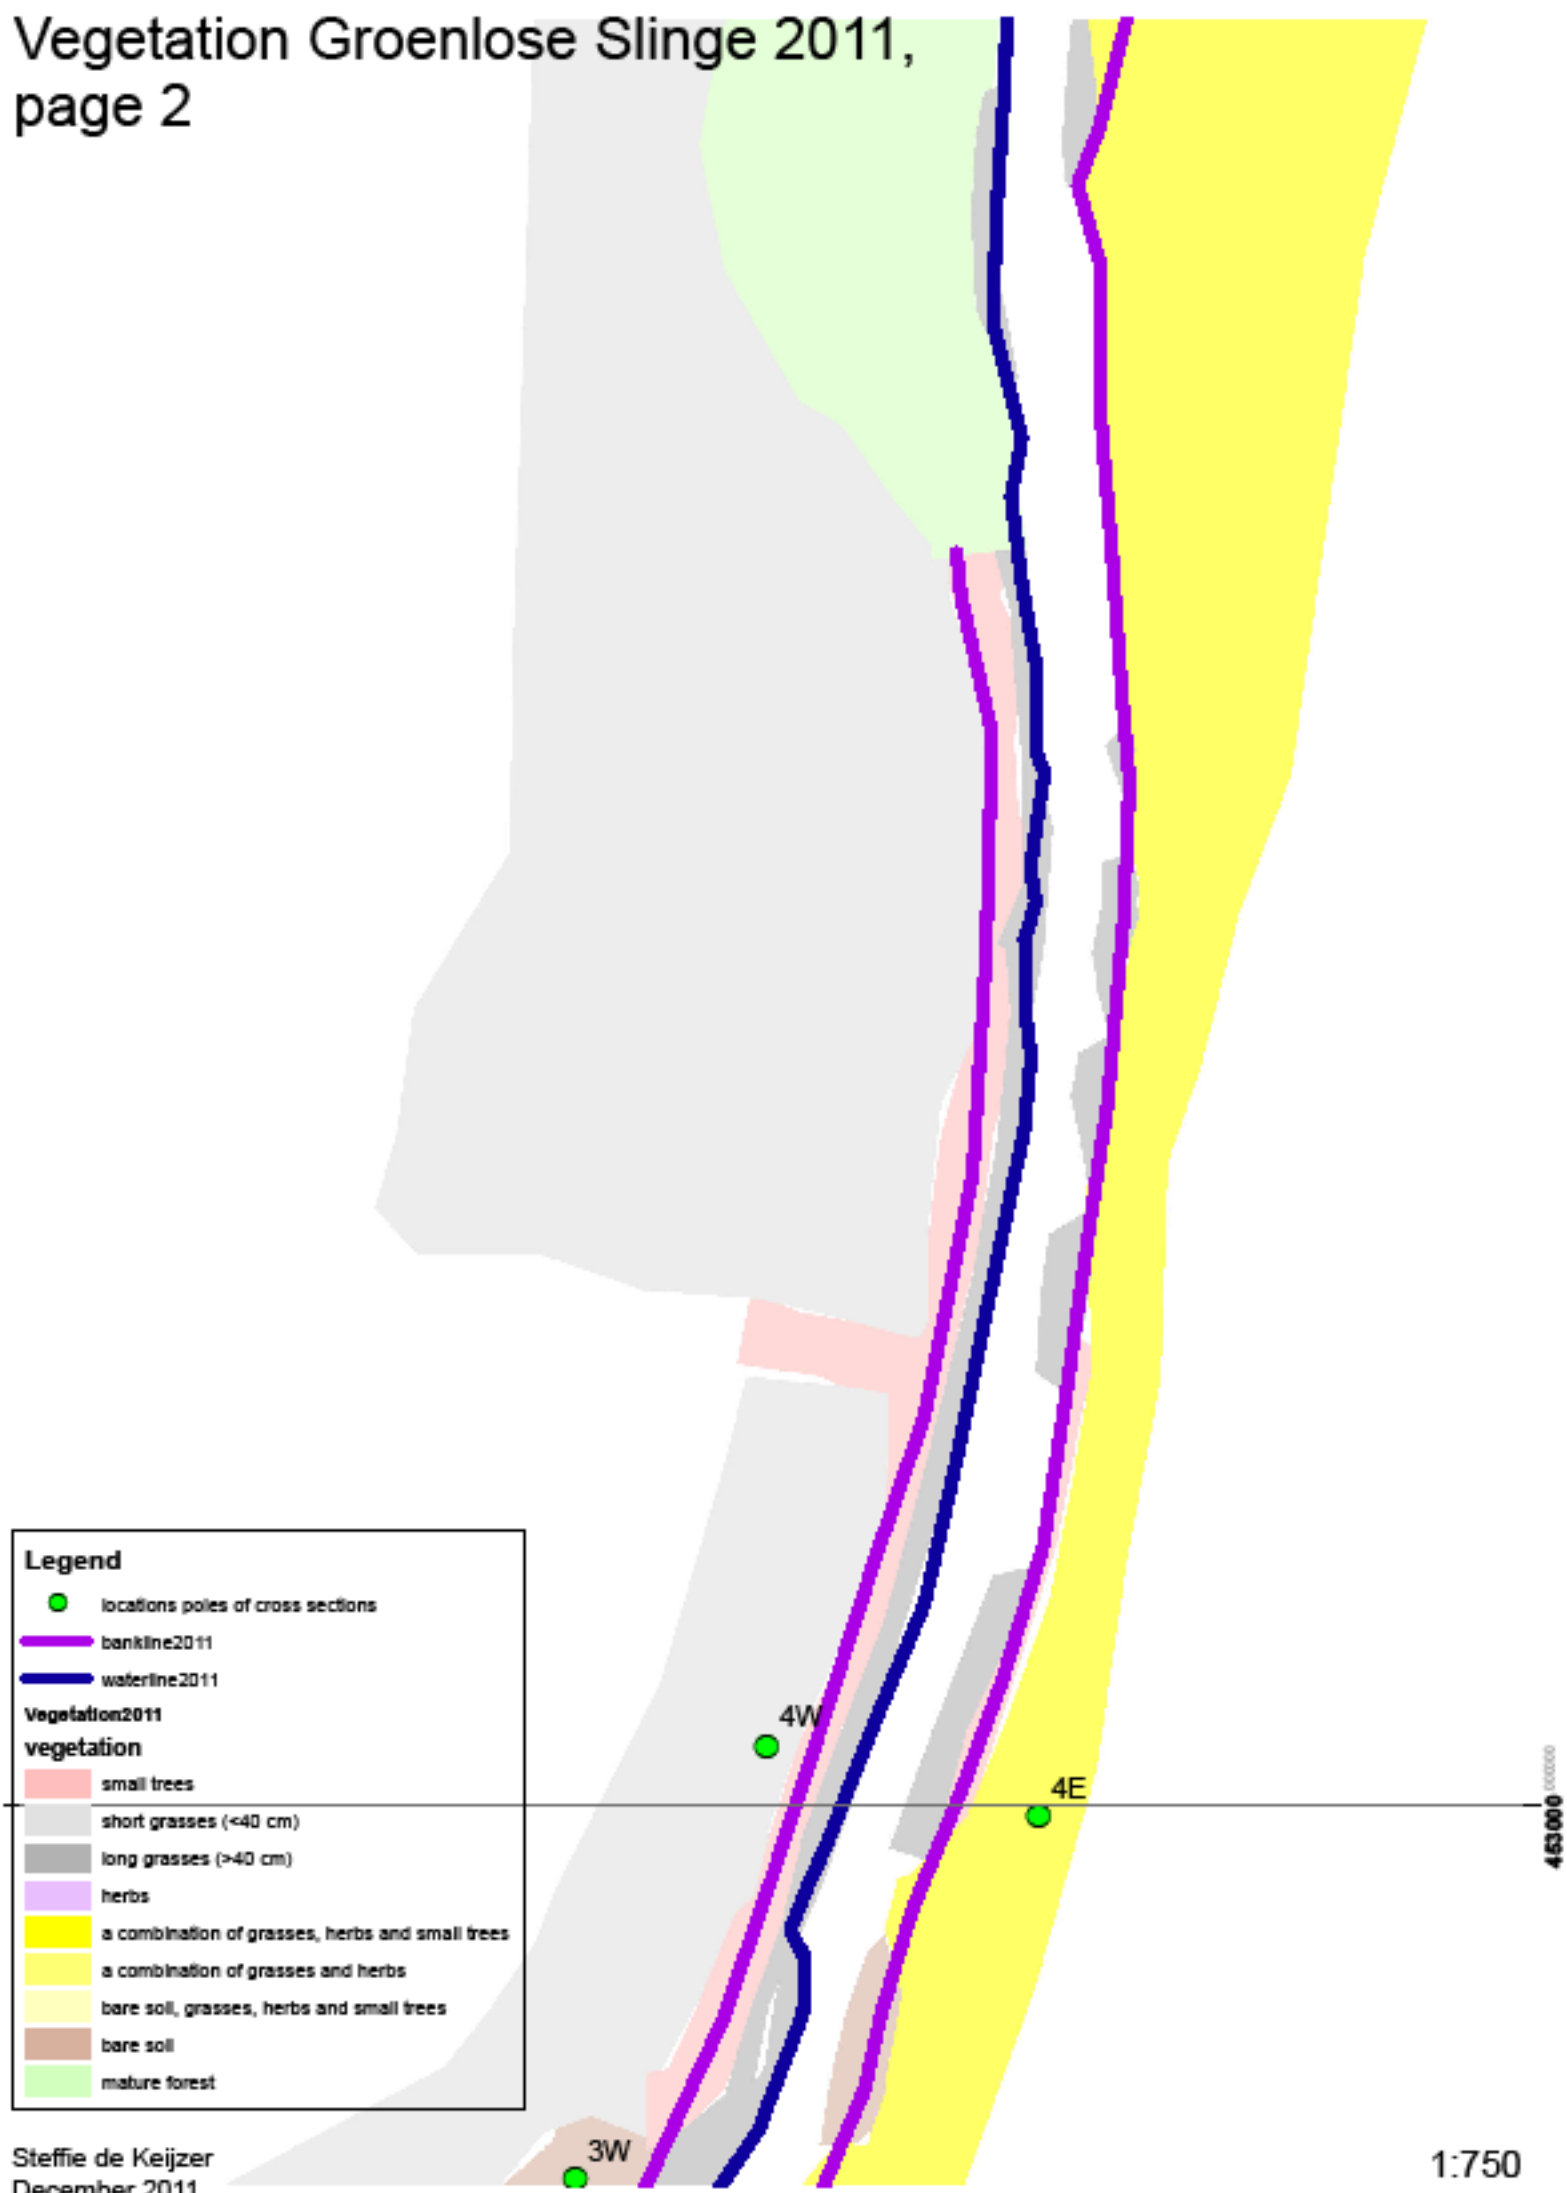 Vegetation Groenlose Slinge 2011,
page 2
4W
4E
3W
Legend
locations poles of cross sections
bankline2011
waterline2011
Vegetation2011
vegetation
small trees
short grasses (<40 cm)
long grasses (>40 cm)
herbs
a combination of grasses, herbs and small trees
a combination of grasses and herbs
bare soil, grasses, herbs and small trees
bare soil
mature forest
453000
Steffie de Keijzer
December 2011
1:750